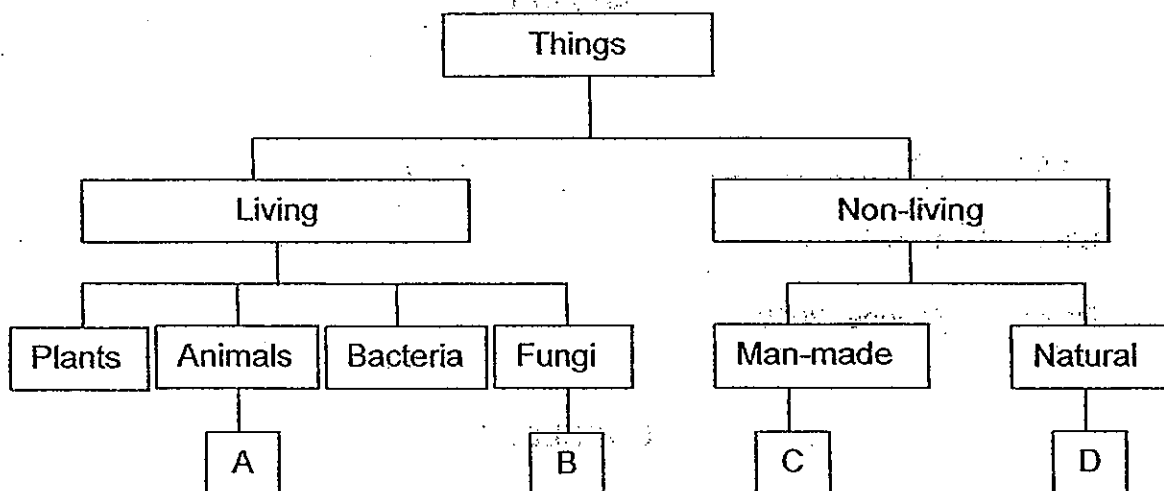 Things
Living
Non-living
Plants
Animals
Bacteria
Fungi
Man-made
Natural
A
B
C
D